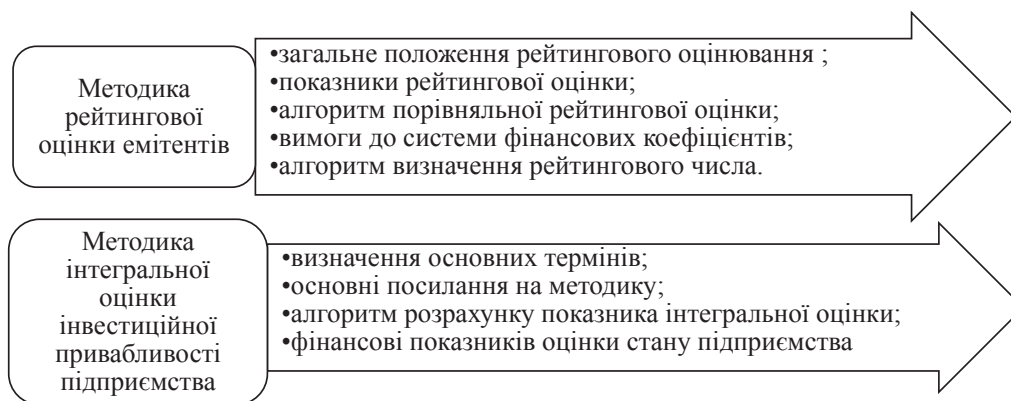 Методика
рейтингової
оцінки емітентів
•загальне положення рейтингового оцінювання ;
•показники рейтингової оцінки;
•алгоритм порівняльної рейтингової оцінки;
•вимоги до системи фінансових коефіцієнтів;
•алгоритм визначення рейтингового числа.
Методика
інтегральної
оцінки
інвестиційної
привабливості
підприємства
•визначення основних термінів;
•основні посилання на методику;
•алгоритм розрахунку показника інтегральної оцінки;
•фінансові показників оцінки стану підприємства